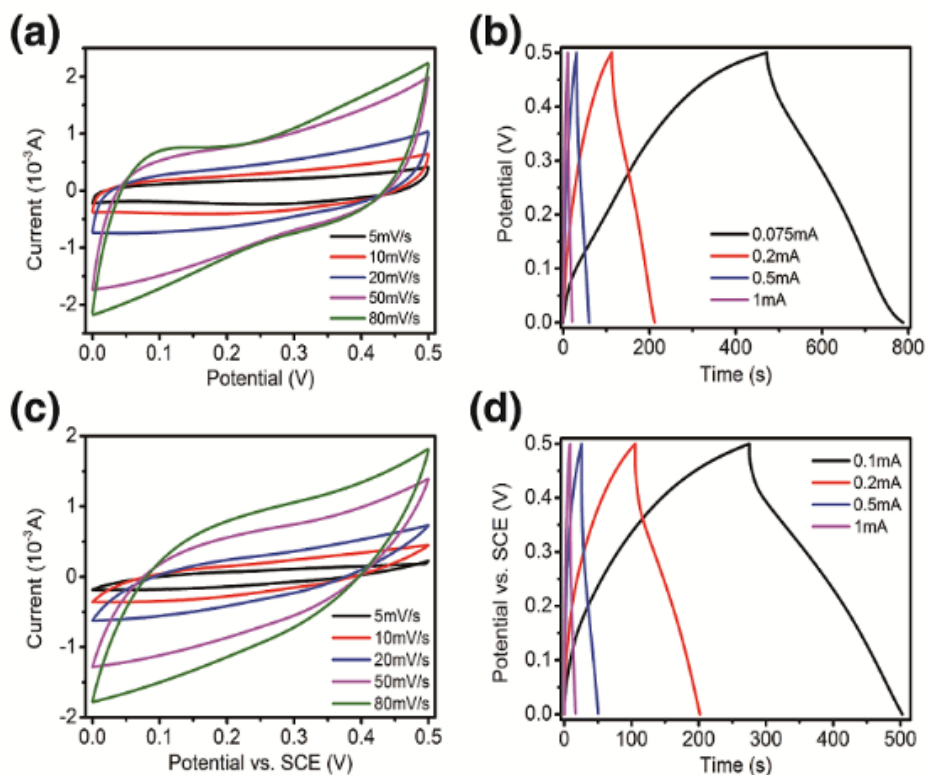 (a)
Current (10⁻³A)
2
1
0
-1
-2
5mV/s
10mV/s
20mV/s
50mV/s
80mV/s
0.0 0.1 0.2 0.3 0.4 0.5
Potential (V)
(b)
Potential (V)
0.5
0.4
0.3
0.2
0.1
0.0
0.075mA
0.2mA
0.5mA
1mA
0 200 400 600 800
Time (s)
(c)
Current (10⁻³A)
2
1
0
-1
-2
5mV/s
10mV/s
20mV/s
50mV/s
80mV/s
0.0 0.1 0.2 0.3 0.4 0.5
Potential vs. SCE (V)
(d)
Potential vs. SCE (V)
0.5
0.4
0.3
0.2
0.1
0.0
0.1mA
0.2mA
0.5mA
1mA
0 100 200 300 400 500
Time (s)